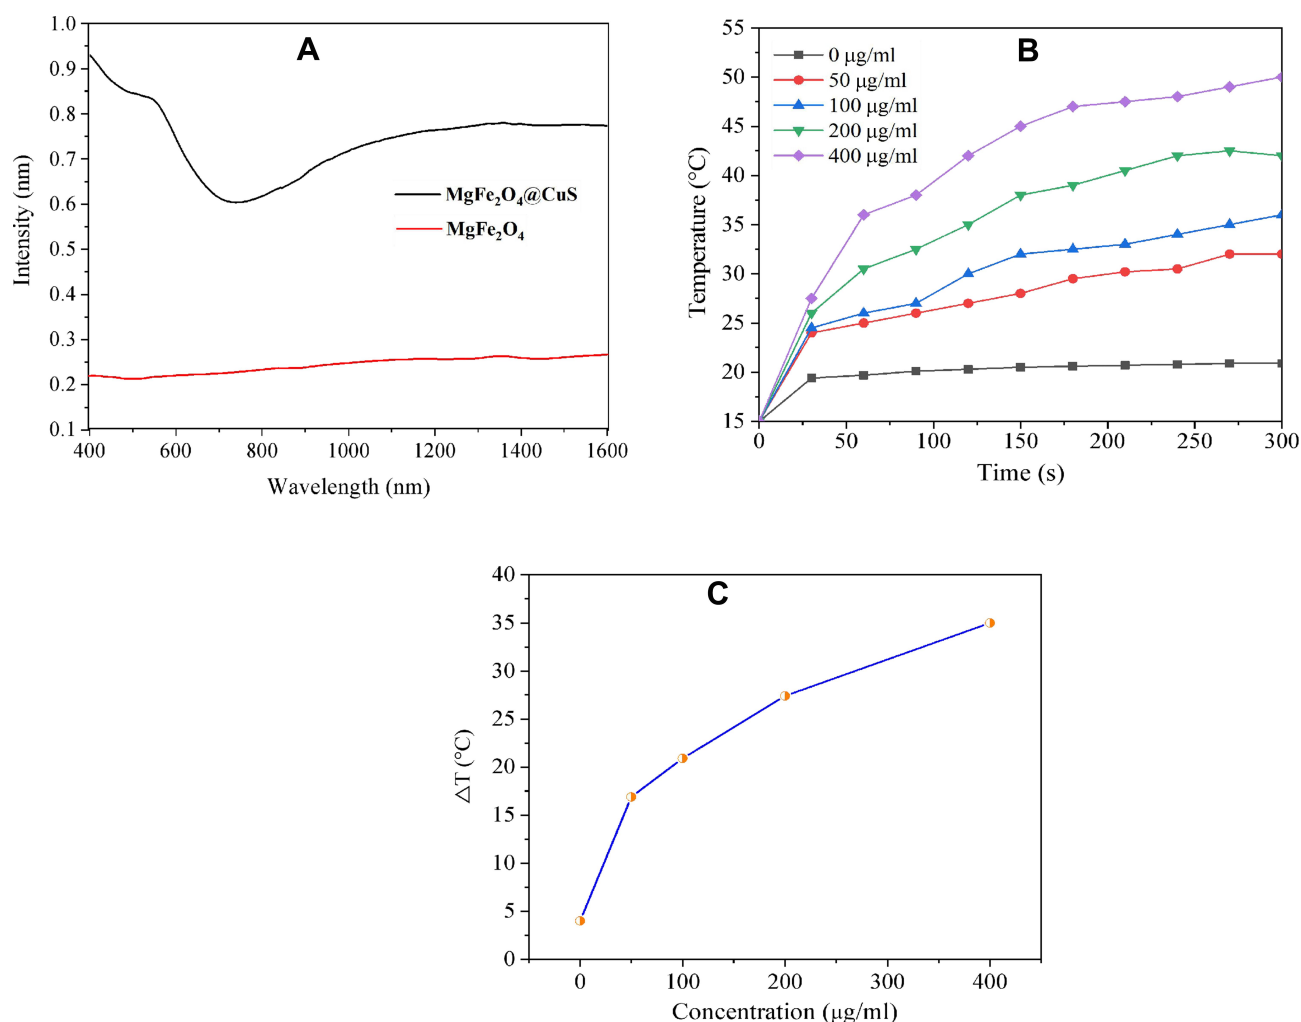 A
1.0
0.9
0.8
0.7
0.6
0.5
0.4
0.3
0.2
0.1
Intensity (nm)
MgFe₂O₄@CuS
MgFe₂O₄
400 600 800 1000 1200 1400 1600
Wavelength (nm)
B
55
50
45
40
35
30
25
20
15
Temperature (°C)
0 μg/ml
50 μg/ml
100 μg/ml
200 μg/ml
400 μg/ml
0 50 100 150 200 250 300
Time (s)
C
40
35
30
25
20
15
10
5
0
△T (°C)
0 100 200 300 400
Concentration (μg/ml)